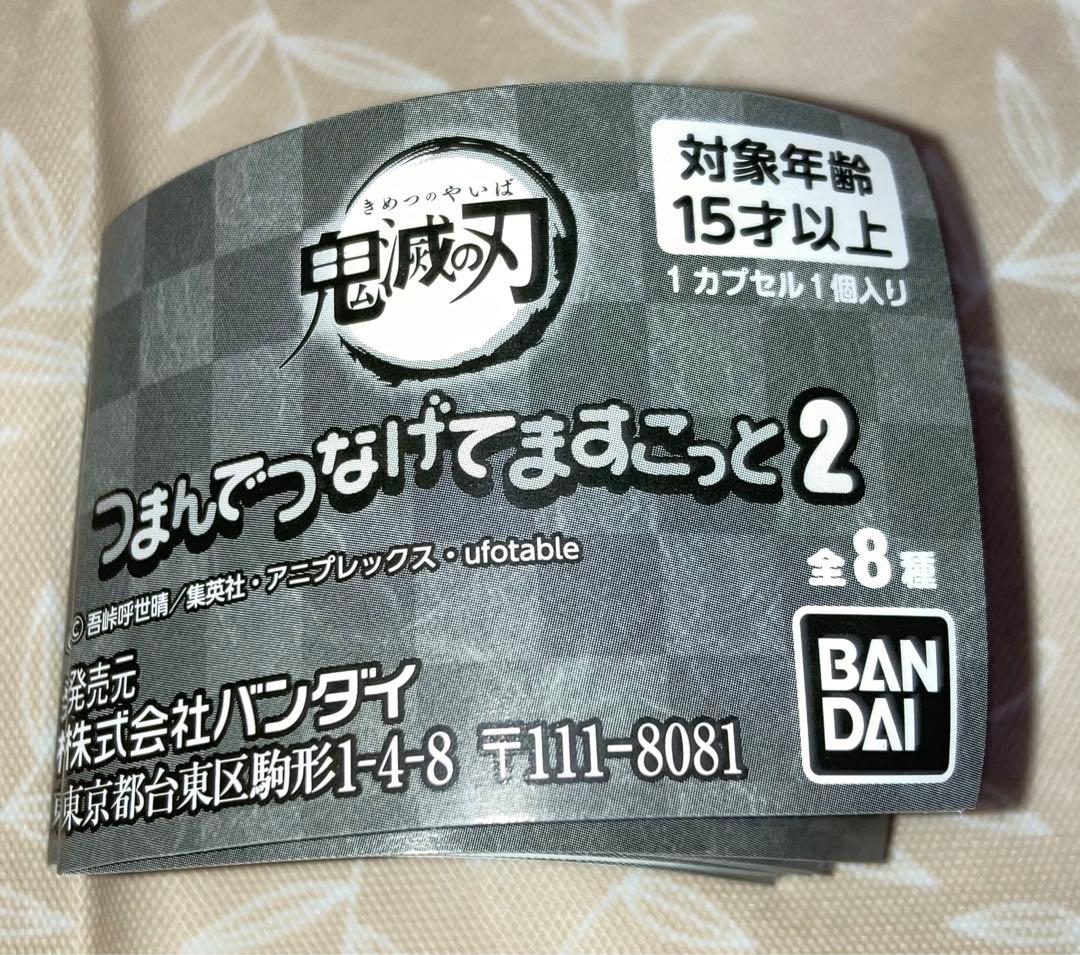 きめつのやいば
鬼滅の刃
対象年齢
15才以上
1カプセル1個入り
つまんでつなげてますこっと2
全8種
©吾峠呼世晴/集英社・アニプレックス・ufotable
発売元
株式会社バンダイ
東京都台東区駒形1-4-8 〒111-8081
BAN
DAI